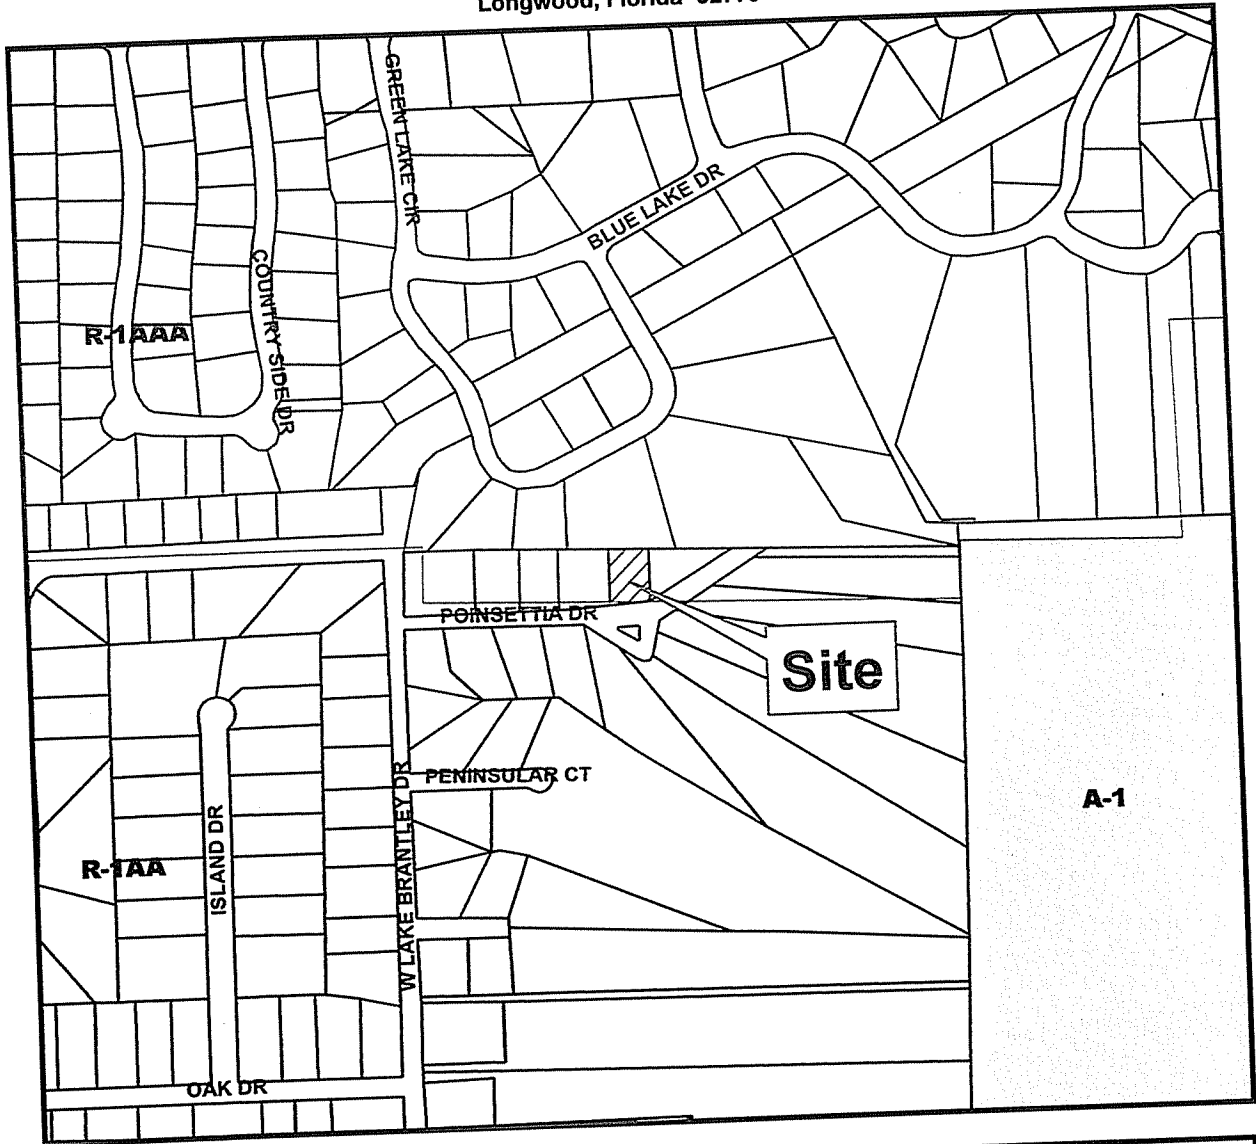 Longwood, Florida
GREEN LAKE CIR
BLUE LAKE DR
COUNTRY SIDE DR
R-1AAA
POINSETTIA DR
Site
PENINSULAR CT
A-1
W LAKE BRANTLEY DR
ISLAND DR
R-1AA
OAK DR